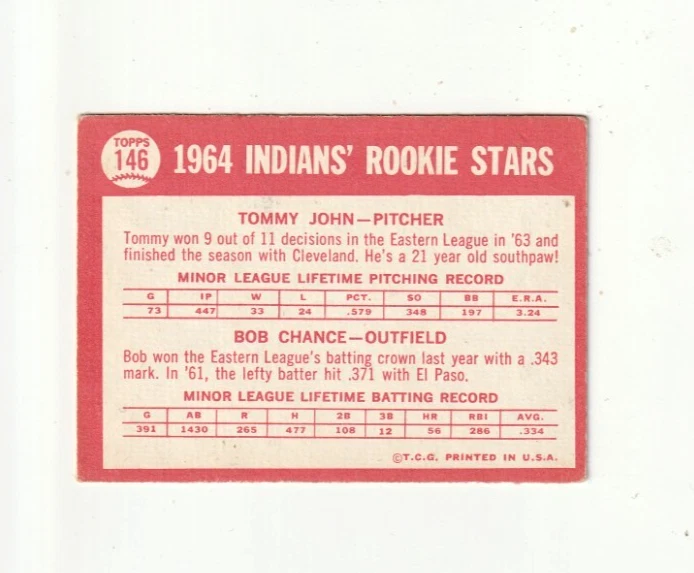 TOPPS
146
1964 INDIANS' ROOKIE STARS
TOMMY JOHN—PITCHER
Tommy won 9 out of 11 decisions in the Eastern League in '63 and
finished the season with Cleveland. He's a 21 year old southpaw!
MINOR LEAGUE LIFETIME PITCHING RECORD
G IP W L PCT. SO BB E.R.A.
73 447 33 24 .579 348 197 3.24
BOB CHANCE—OUTFIELD
Bob won the Eastern League's batting crown last year with a .343
mark. In '61, the lefty batter hit .371 with El Paso.
MINOR LEAGUE LIFETIME BATTING RECORD
G AB R H 2B 3B HR RBI AVG.
391 1430 265 477 108 12 56 286 .334
©T.C.G. PRINTED IN U.S.A.